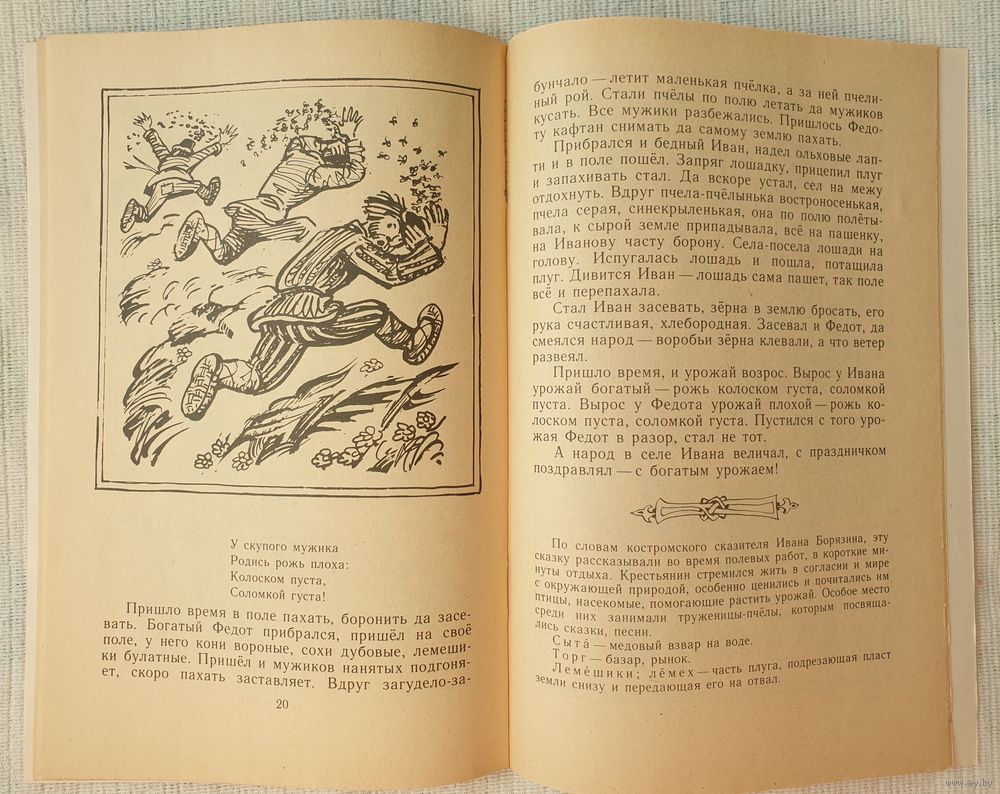 У скупого мужика
Родись рожь плоха:
Колоском пуста,
Соломкой густа!
Пришло время в поле пахать, боронить да засе-
вать. Богатый Федот прибрался, пришёл на своё
поле, у него кони вороные, сохи дубовые, лемеши-
ки булатные. Пришёл и мужиков нанятых подгоня-
ет, скоро пахать заставляет. Вдруг загудело-за-
20
бунчало — летит маленькая пчёлка, а за ней пчели-
ный рой. Стали пчёлы по полю летать да мужиков
кусать. Все мужики разбежались. Пришлось Федо-
ту кафтан снимать да самому землю пахать.
Прибрался и бедный Иван, надел ольховые лап-
ти и в поле пошёл. Запряг лошадку, прицепил плуг
и запахивать стал. Да вскоре устал, сел на межу
отдохнуть. Вдруг пчела-пчёлынька востроносенькая,
пчела серая, синекрыленькая, она по полю полёты-
вала, к сырой земле припадывала, всё на пашенку,
на Иванову часту борону. Села-посела лошади на
голову. Испугалась лошадь и пошла, потащила
плуг. Дивится Иван — лошадь сама пашет, так поле
всё и перепахала.
Стал Иван засевать, зёрна в землю бросать, его
рука счастливая, хлебородная. Засевал и Федот, да
смеялся народ — воробьи зёрна клевали, а что ветер
развеял.
Пришло время, и урожай возрос. Вырос у Ивана
урожай богатый — рожь колоском густа, соломкой
пуста. Вырос у Федота урожай плохой — рожь ко-
лоском пуста, соломкой густа. Пустился с того уро-
жая Федот в разор, стал не тот.
А народ в селе Ивана величал, с праздничком
поздравлял — с богатым урожаем!
По словам костромского сказителя Ивана Борязина, эту
сказку рассказывали во время полевых работ, в короткие ми-
нуты отдыха. Крестьянин стремился жить в согласии и мире
с окружающей природой, особенно ценились и почитались им
птицы, насекомые, помогающие растить урожай. Особое место
среди них занимали труженицы-пчёлы, которым посвяща-
лись сказки, песни.
Сыта́ — медовый взвар на воде.
Торг — базар, рынок.
Леме́шики; ле́мех — часть плуга, подрезающая пласт
земли снизу и передающая его на отвал.
www.ay.by